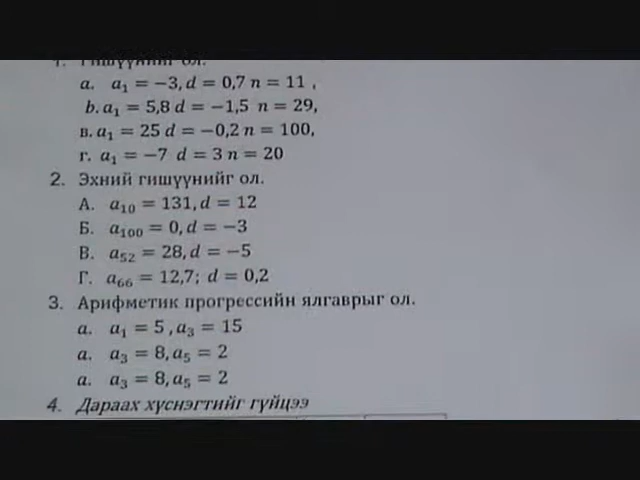 1. Гишүүнийг ол.
a. a₁ = −3, d = 0,7 n = 11 ,
b. a₁ = 5,8 d = −1,5 n = 29,
в. a₁ = 25 d = −0,2 n = 100,
г. a₁ = −7 d = 3 n = 20
2. Эхний гишүүнийг ол.
А. a₁₀ = 131, d = 12
Б. a₁₀₀ = 0, d = −3
В. a₅₂ = 28, d = −5
Г. a₆₆ = 12,7; d = 0,2
3. Арифметик прогрессийн ялгаврыг ол.
a. a₁ = 5 , a₃ = 15
a. a₃ = 8, a₅ = 2
a. a₃ = 8, a₅ = 2
4. Дараах хүснэгтийг гүйцээ